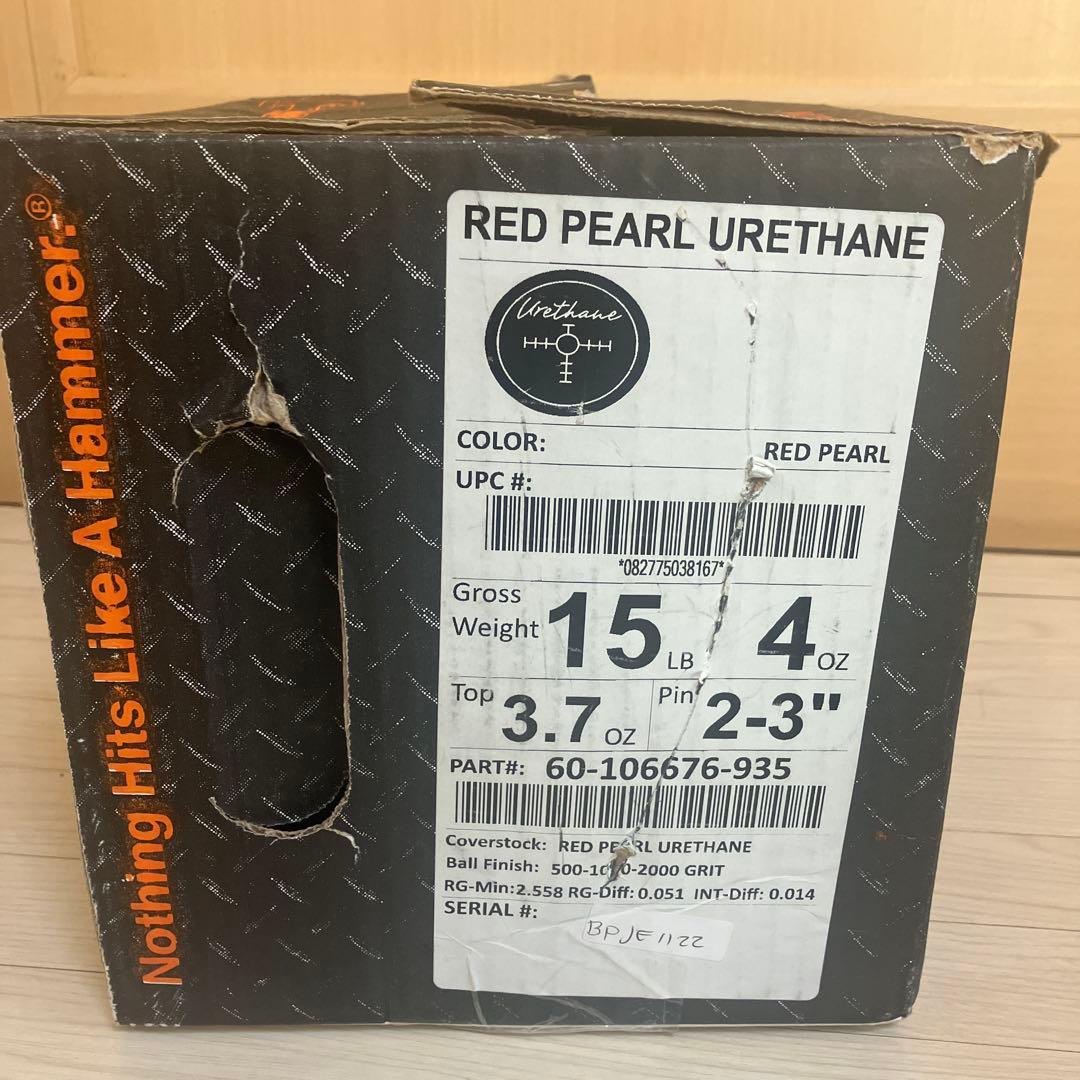 Nothing Hits Like A Hammer.®
RED PEARL URETHANE
Urethane
COLOR: RED PEARL
UPC #:
*082775038167*
Gross Weight 15 LB 4 OZ
Top 3.7 OZ Pin 2-3"
PART#: 60-106676-935
Coverstock: RED PEARL URETHANE
Ball Finish: 500-1000-2000 GRIT
RG-Min:2.558 RG-Diff: 0.051 INT-Diff: 0.014
SERIAL #:
BPJE1122